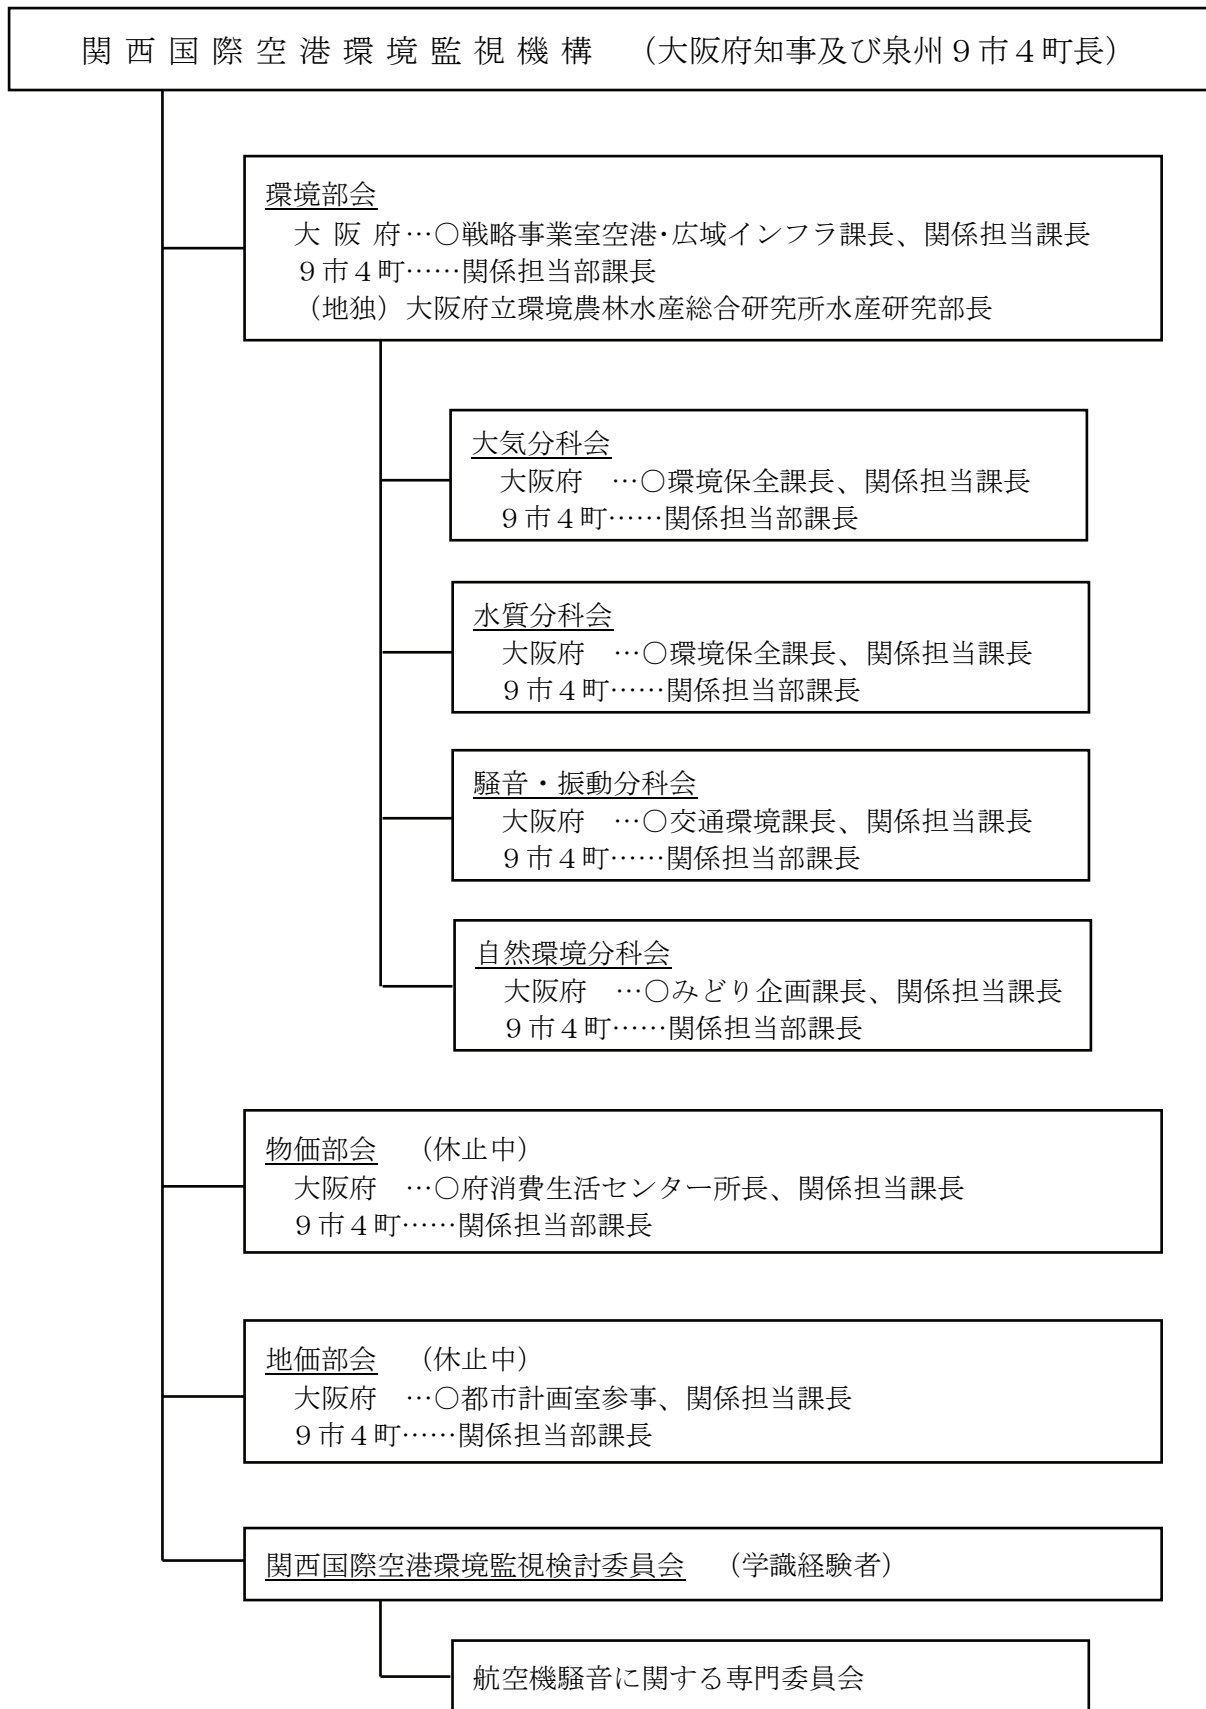 関西国際空港環境監視機構　（大阪府知事及び泉州９市４町長）
環境部会
大 阪 府…○戦略事業室空港･広域インフラ課長、関係担当課長
９市４町……関係担当部課長
（地独）大阪府立環境農林水産総合研究所水産研究部長
大気分科会
大阪府　…○環境保全課長、関係担当課長
９市４町……関係担当部課長
水質分科会
大阪府　…○環境保全課長、関係担当課長
９市４町……関係担当部課長
騒音・振動分科会
大阪府　…○交通環境課長、関係担当課長
９市４町……関係担当部課長
自然環境分科会
大阪府　…○みどり企画課長、関係担当課長
９市４町……関係担当部課長
物価部会　（休止中）
大阪府　…○府消費生活センター所長、関係担当課長
９市４町……関係担当部課長
地価部会　（休止中）
大阪府　…○都市計画室参事、関係担当課長
９市４町……関係担当部課長
関西国際空港環境監視検討委員会　（学識経験者）
航空機騒音に関する専門委員会